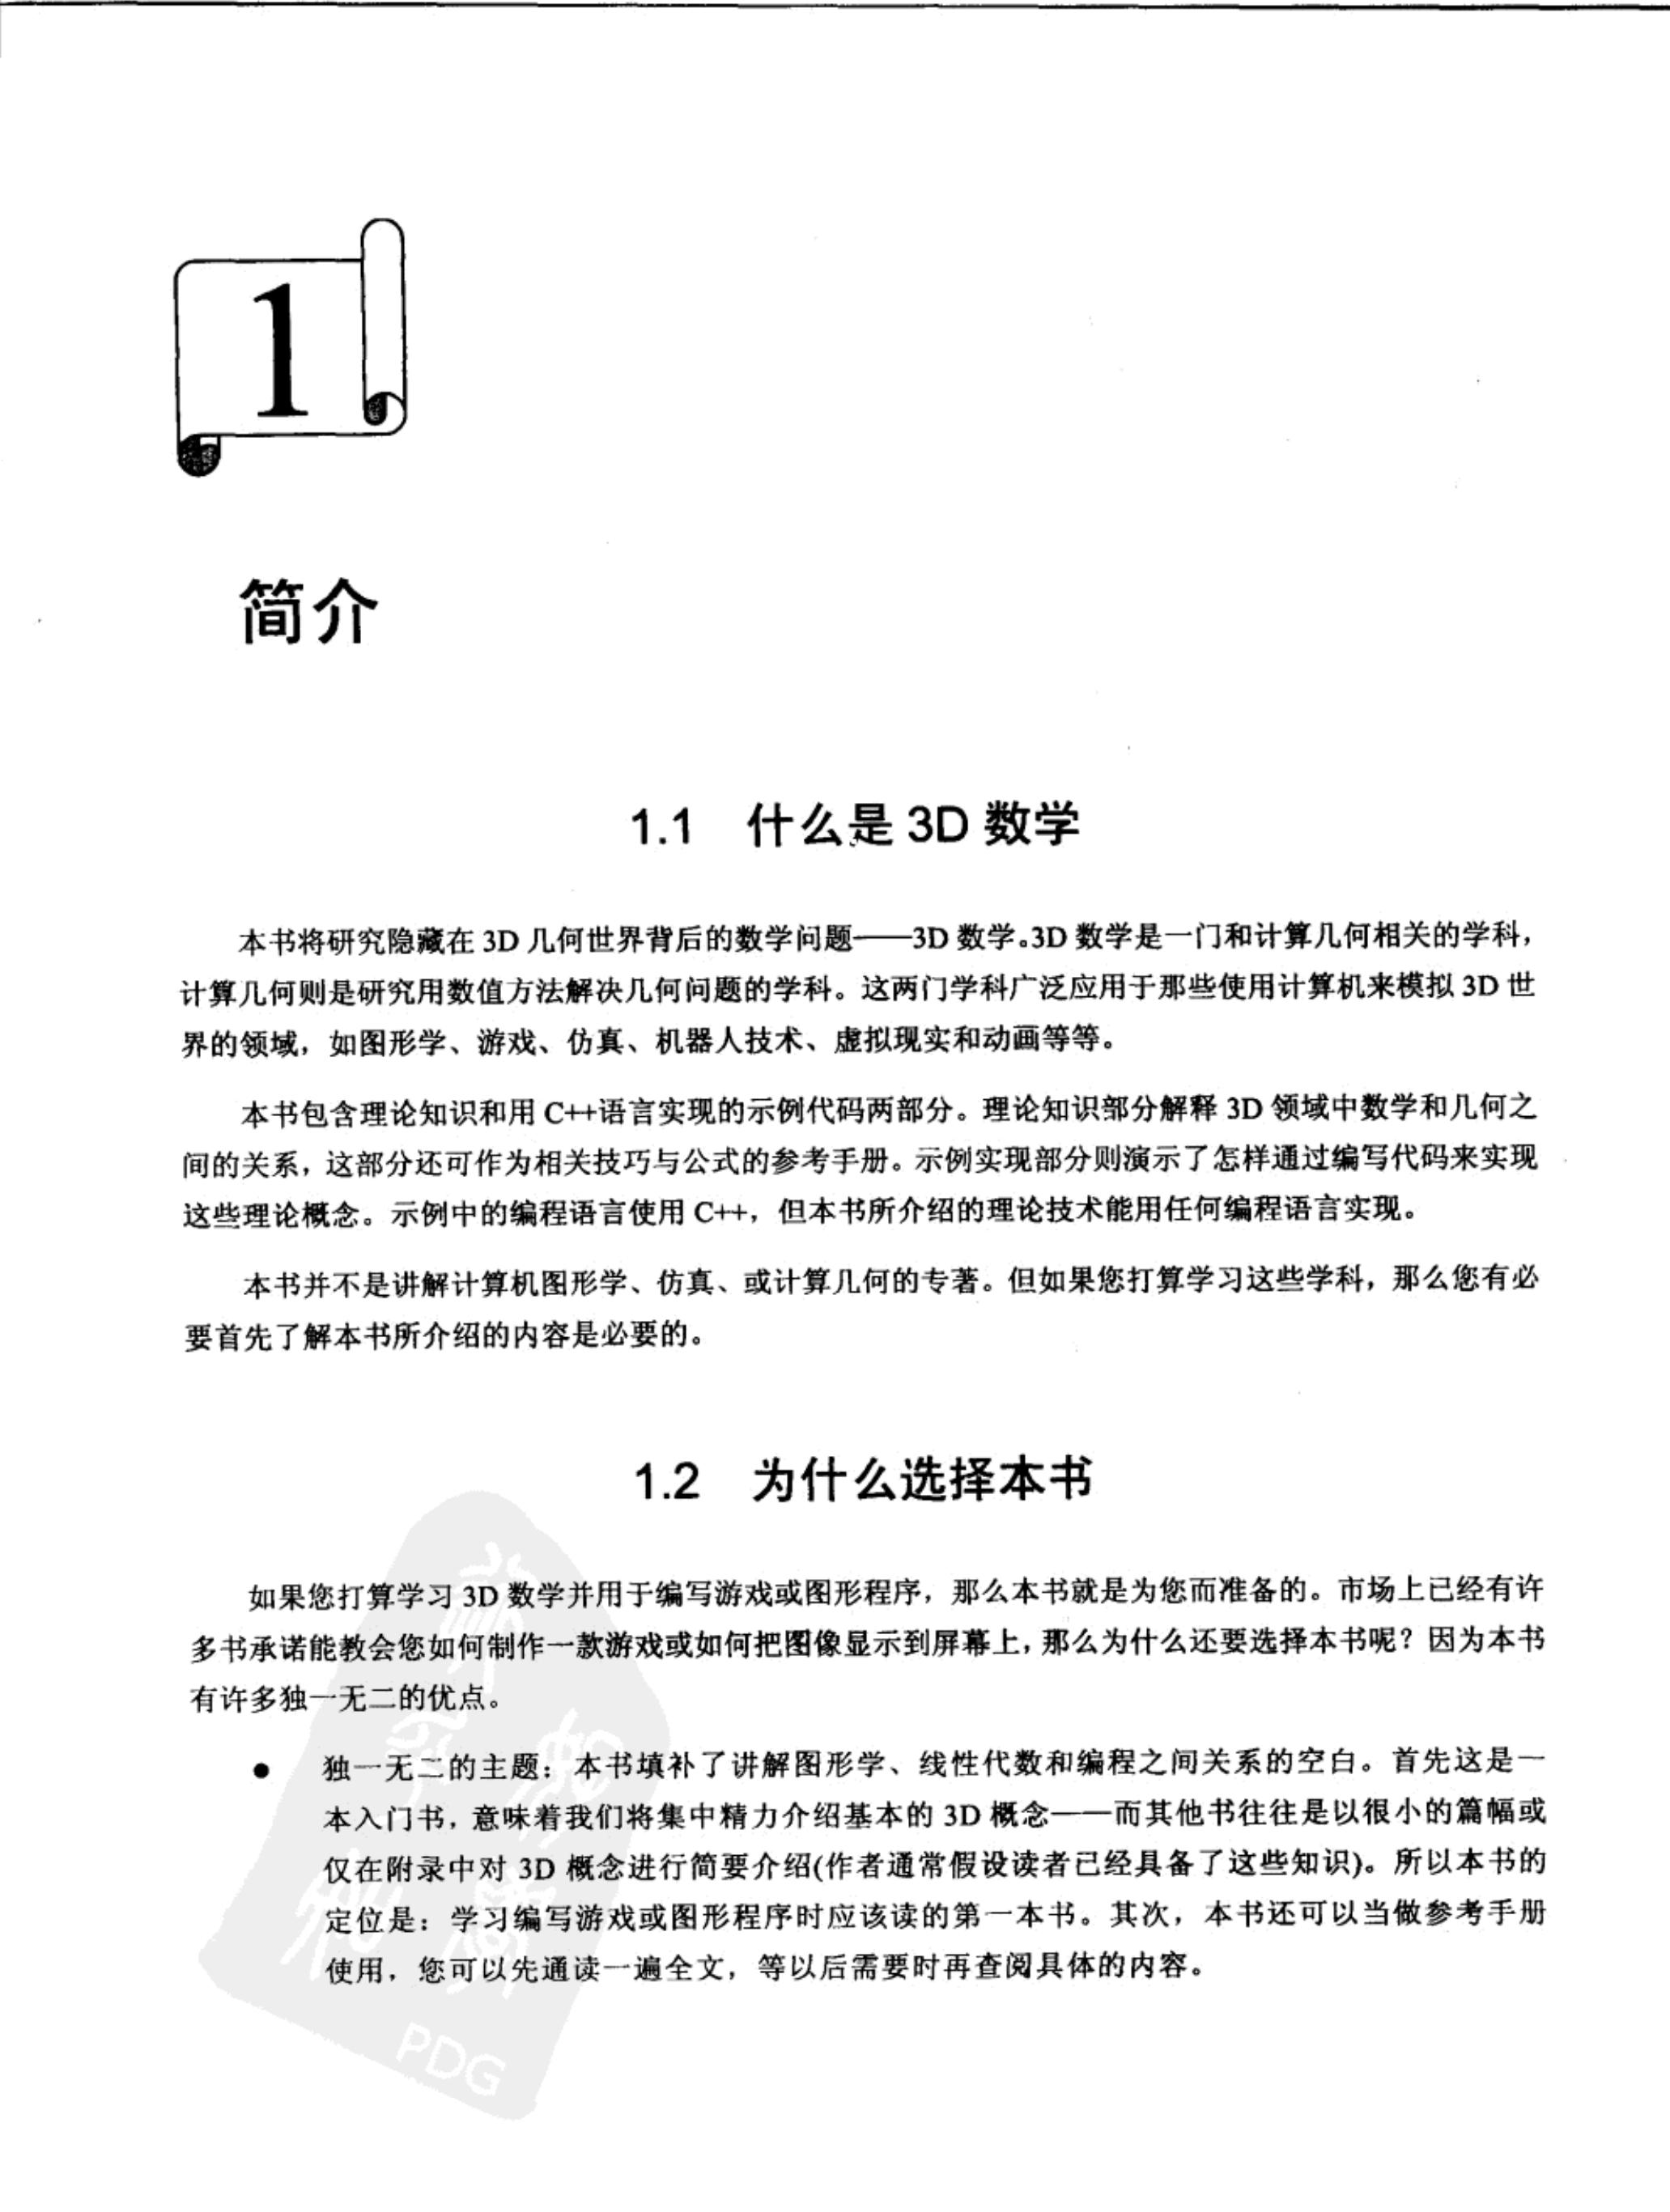 1
简介
1.1 什么是 3D 数学
本书将研究隐藏在 3D 几何世界背后的数学问题——3D 数学。3D 数学是一门和计算几何相关的学科，
计算几何则是研究用数值方法解决几何问题的学科。这两门学科广泛应用于那些使用计算机来模拟 3D 世
界的领域，如图形学、游戏、仿真、机器人技术、虚拟现实和动画等等。
本书包含理论知识和用 C++语言实现的示例代码两部分。理论知识部分解释 3D 领域中数学和几何之
间的关系，这部分还可作为相关技巧与公式的参考手册。示例实现部分则演示了怎样通过编写代码来实现
这些理论概念。示例中的编程语言使用 C++，但本书所介绍的理论技术能用任何编程语言实现。
本书并不是讲解计算机图形学、仿真、或计算几何的专著。但如果您打算学习这些学科，那么您有必
要首先了解本书所介绍的内容是必要的。
1.2 为什么选择本书
如果您打算学习 3D 数学并用于编写游戏或图形程序，那么本书就是为您而准备的。市场上已经有许
多书承诺能教会您如何制作一款游戏或如何把图像显示到屏幕上，那么为什么还要选择本书呢？因为本书
有许多独一无二的优点。
● 独一无二的主题：本书填补了讲解图形学、线性代数和编程之间关系的空白。首先这是一
本入门书，意味着我们将集中精力介绍基本的 3D 概念——而其他书往往是以很小的篇幅或
仅在附录中对 3D 概念进行简要介绍(作者通常假设读者已经具备了这些知识)。所以本书的
定位是：学习编写游戏或图形程序时应该读的第一本书。其次，本书还可以当做参考手册
使用，您可以先通读一遍全文，等以后需要时再查阅具体的内容。
PDG